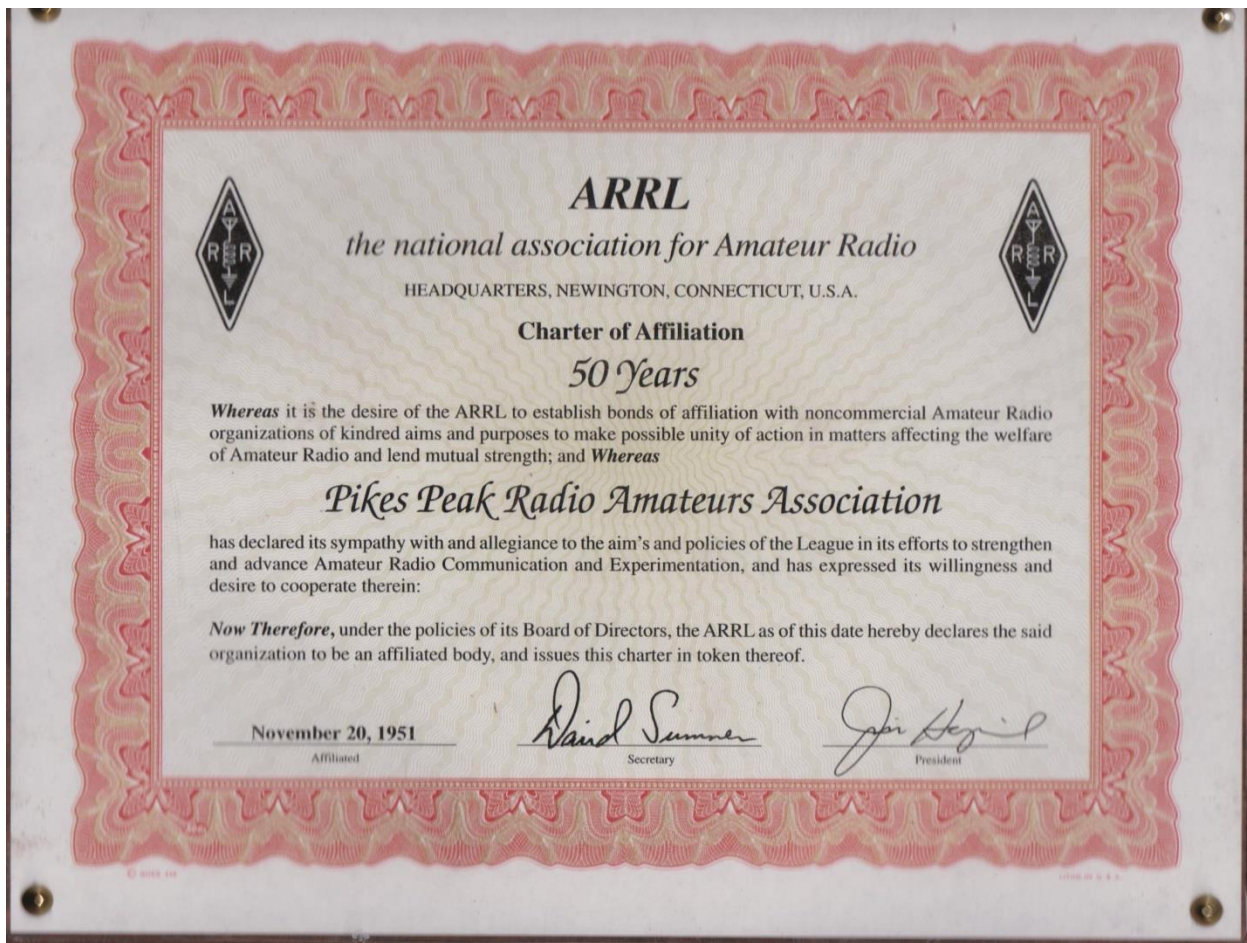 ARRL
the national association for Amateur Radio
HEADQUARTERS, NEWINGTON, CONNECTICUT, U.S.A.
A
R R
L
A
R R
L
Charter of Affiliation
50 Years
Whereas it is the desire of the ARRL to establish bonds of affiliation with noncommercial Amateur Radio
organizations of kindred aims and purposes to make possible unity of action in matters affecting the welfare
of Amateur Radio and lend mutual strength; and Whereas
Pikes Peak Radio Amateurs Association
has declared its sympathy with and allegiance to the aim's and policies of the League in its efforts to strengthen
and advance Amateur Radio Communication and Experimentation, and has expressed its willingness and
desire to cooperate therein:
Now Therefore, under the policies of its Board of Directors, the ARRL as of this date hereby declares the said
organization to be an affiliated body, and issues this charter in token thereof.
November 20, 1951
Affiliated
David Sumner
Secretary
Jim
President
LITHO IN U.S.A.